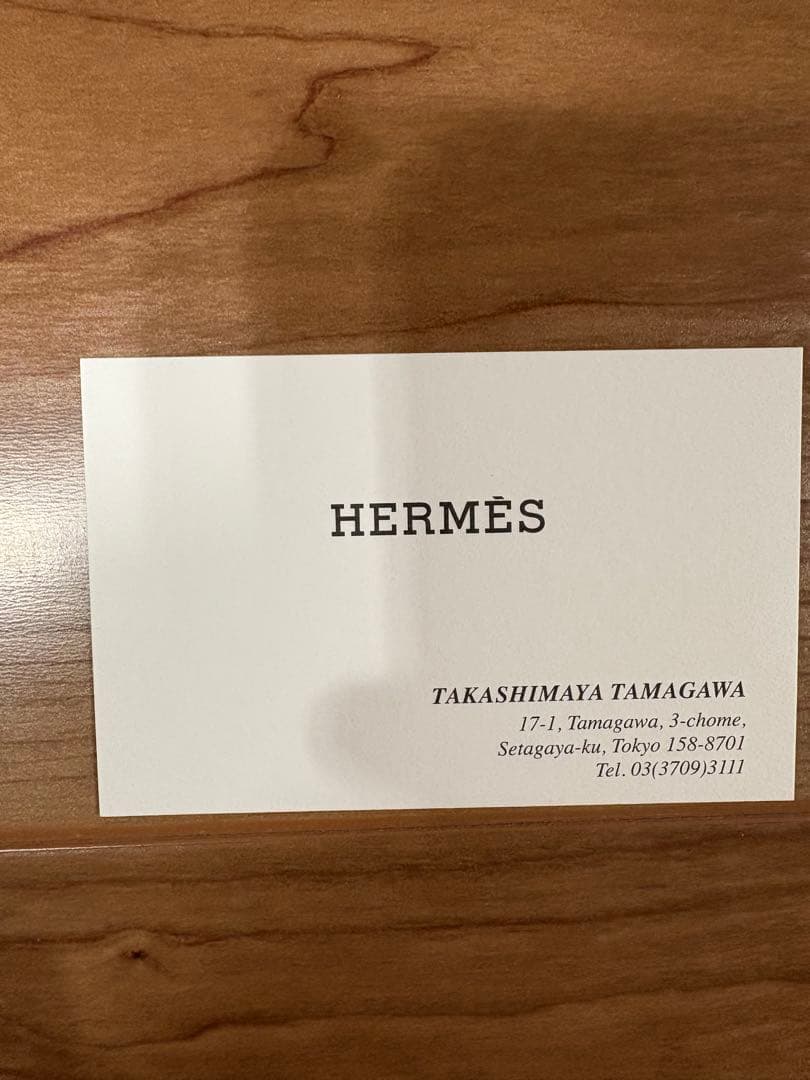 HERMÈS
TAKASHIMAYA TAMAGAWA
17-1, Tamagawa, 3-chome,
Setagaya-ku, Tokyo 158-8701
Tel. 03(3709)3111